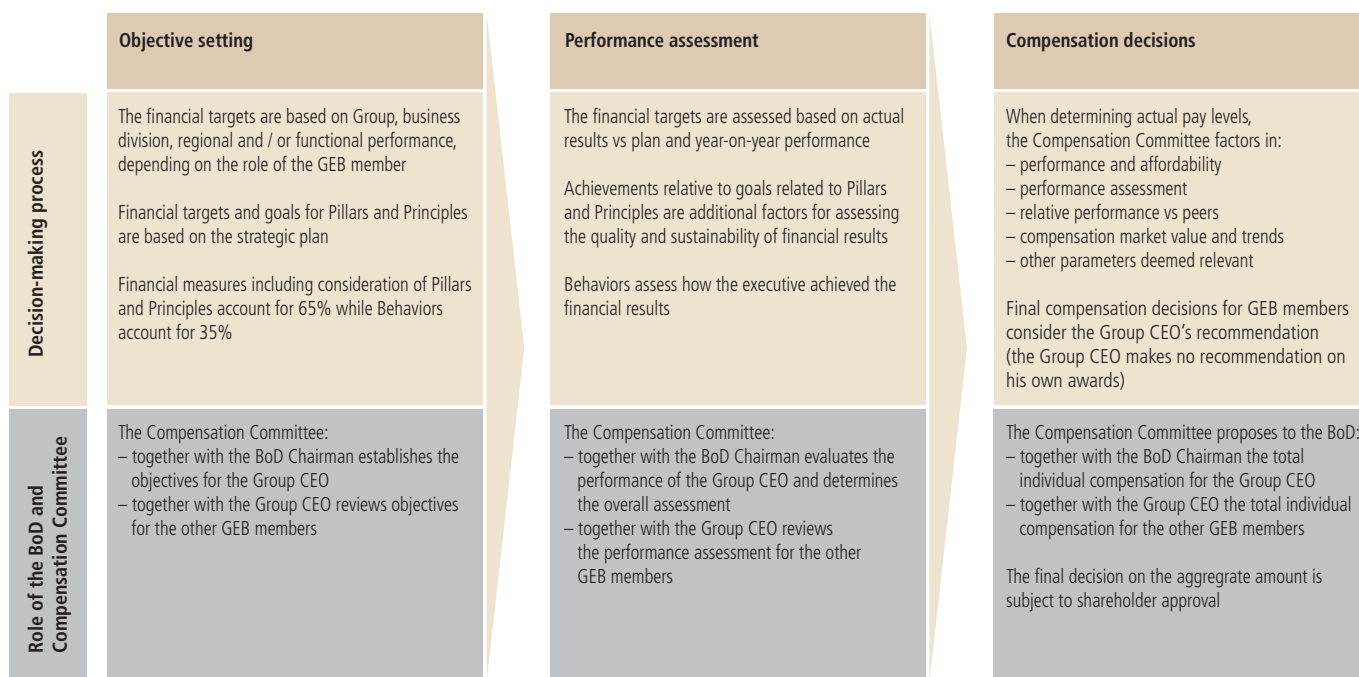 Objective setting
Performance assessment
Compensation decisions
Decision-making process
The financial targets are based on Group, business
division, regional and / or functional performance,
depending on the role of the GEB member
Financial targets and goals for Pillars and Principles
are based on the strategic plan
Financial measures including consideration of Pillars
and Principles account for 65% while Behaviors
account for 35%
The financial targets are assessed based on actual
results vs plan and year-on-year performance
Achievements relative to goals related to Pillars
and Principles are additional factors for assessing
the quality and sustainability of financial results
Behaviors assess how the executive achieved the
financial results
When determining actual pay levels,
the Compensation Committee factors in:
– performance and affordability
– performance assessment
– relative performance vs peers
– compensation market value and trends
– other parameters deemed relevant
Final compensation decisions for GEB members
consider the Group CEO's recommendation
(the Group CEO makes no recommendation on
his own awards)
Role of the BoD and
Compensation Committee
The Compensation Committee:
– together with the BoD Chairman establishes the
objectives for the Group CEO
– together with the Group CEO reviews objectives
for the other GEB members
The Compensation Committee:
– together with the BoD Chairman evaluates the
performance of the Group CEO and determines
the overall assessment
– together with the Group CEO reviews
the performance assessment for the other
GEB members
The Compensation Committee proposes to the BoD:
– together with the BoD Chairman the total
individual compensation for the Group CEO
– together with the Group CEO the total individual
compensation for the other GEB members
The final decision on the aggregrate amount is
subject to shareholder approval